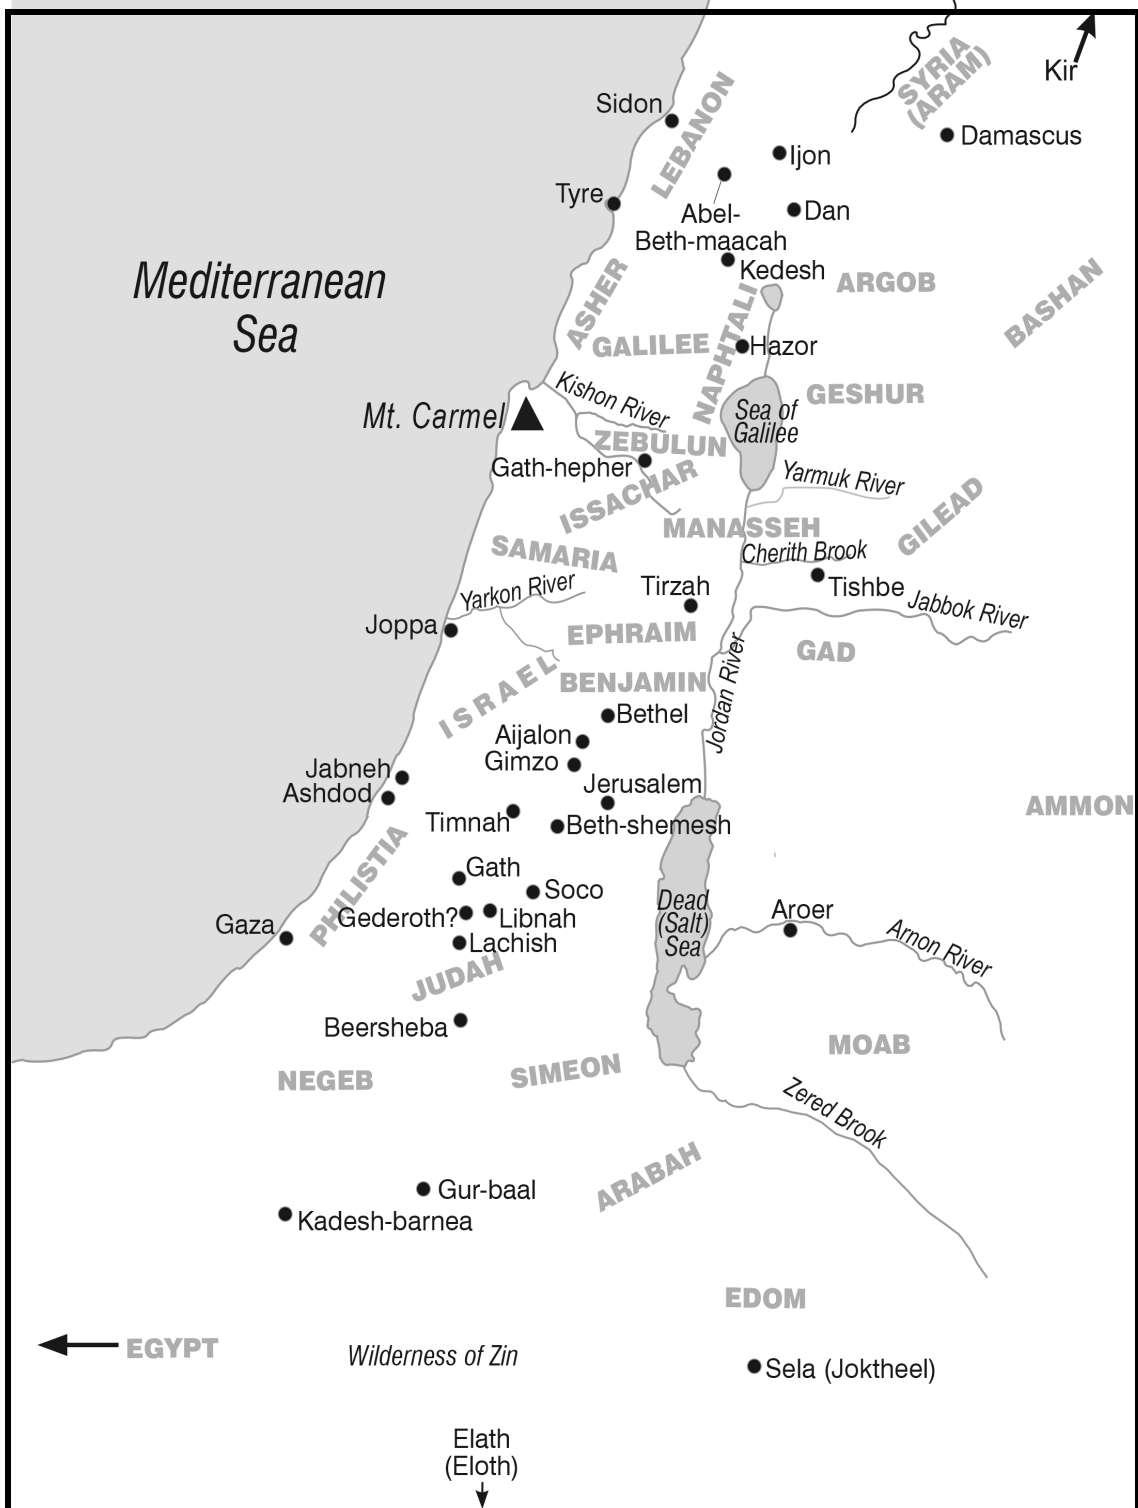 Kir
SYRIA
(ARAM)
Sidon
LEBANON
Damascus
Ijon
Tyre
Abel-
Beth-maacah
Dan
Kedesh
ARGOB
BASHAN
Mediterranean
Sea
ASHER
GALILEE
NAPHTALI
Hazor
Kishon River
GESHUR
Mt. Carmel
Sea of
Galilee
ZEBULUN
Gath-hepher
Yarmuk River
ISSACHAR
MANASSEH
GILEAD
SAMARIA
Cherith Brook
Yarkon River
Tirzah
Tishbe
Jabbok River
Joppa
EPHRAIM
GAD
ISRAEL
BENJAMIN
Jordan River
Bethel
Aijalon
Gimzo
Jabneh
Ashdod
Jerusalem
AMMON
Timnah
Beth-shemesh
PHILISTIA
Gath
Soco
Gederoth?
Libnah
Dead
(Salt)
Sea
Aroer
Gaza
Arnon River
Lachish
JUDAH
Beersheba
MOAB
NEGEB
SIMEON
Zered Brook
ARABAH
Gur-baal
Kadesh-barnea
EDOM
EGYPT
Wilderness of Zin
Sela (Joktheel)
Elath
(Eloth)